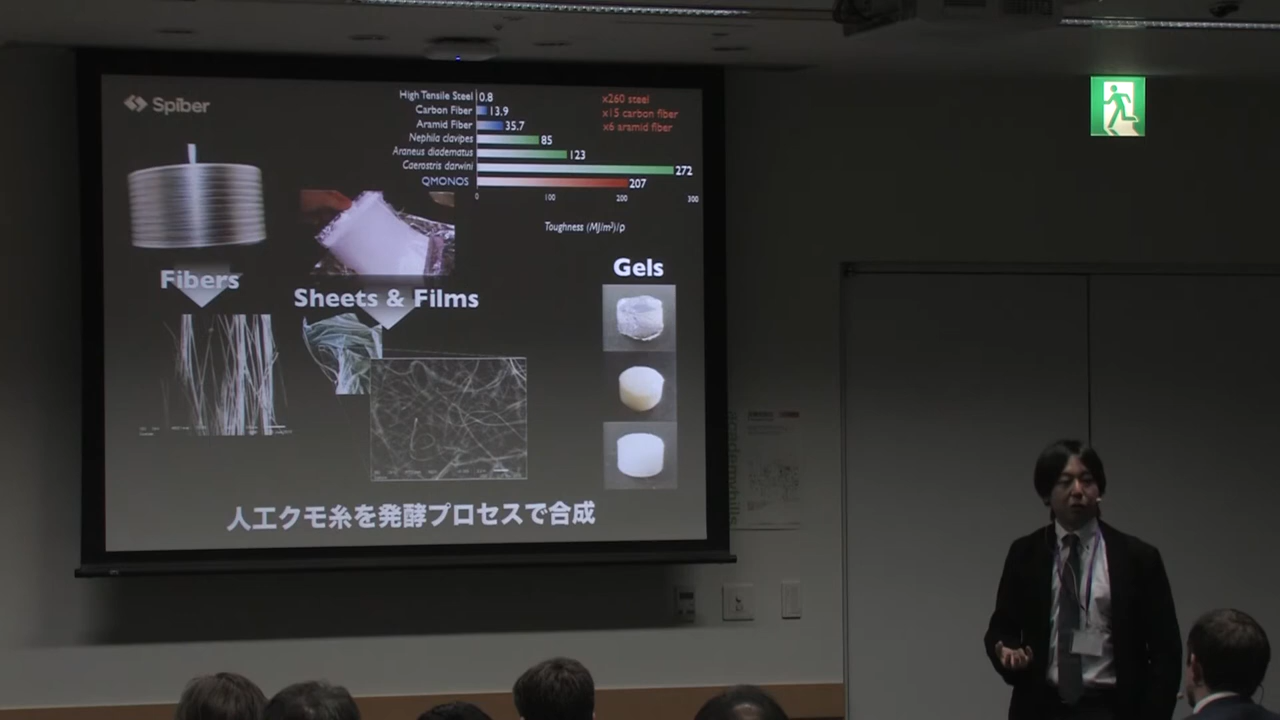 Spiber
High Tensile Steel 0.8
Carbon Fiber 13.9
Aramid Fiber 35.7
Nephila clavipes 85
Araneus diadematus 123
Caerostris darwini 272
QMONOS 207
0 100 200 300
Toughness (MJ/m³)/ρ
x260 steel
x15 carbon fiber
x6 aramid fiber
Fibers
Sheets & Films
Gels
人工クモ糸を発酵プロセスで合成
academyhills